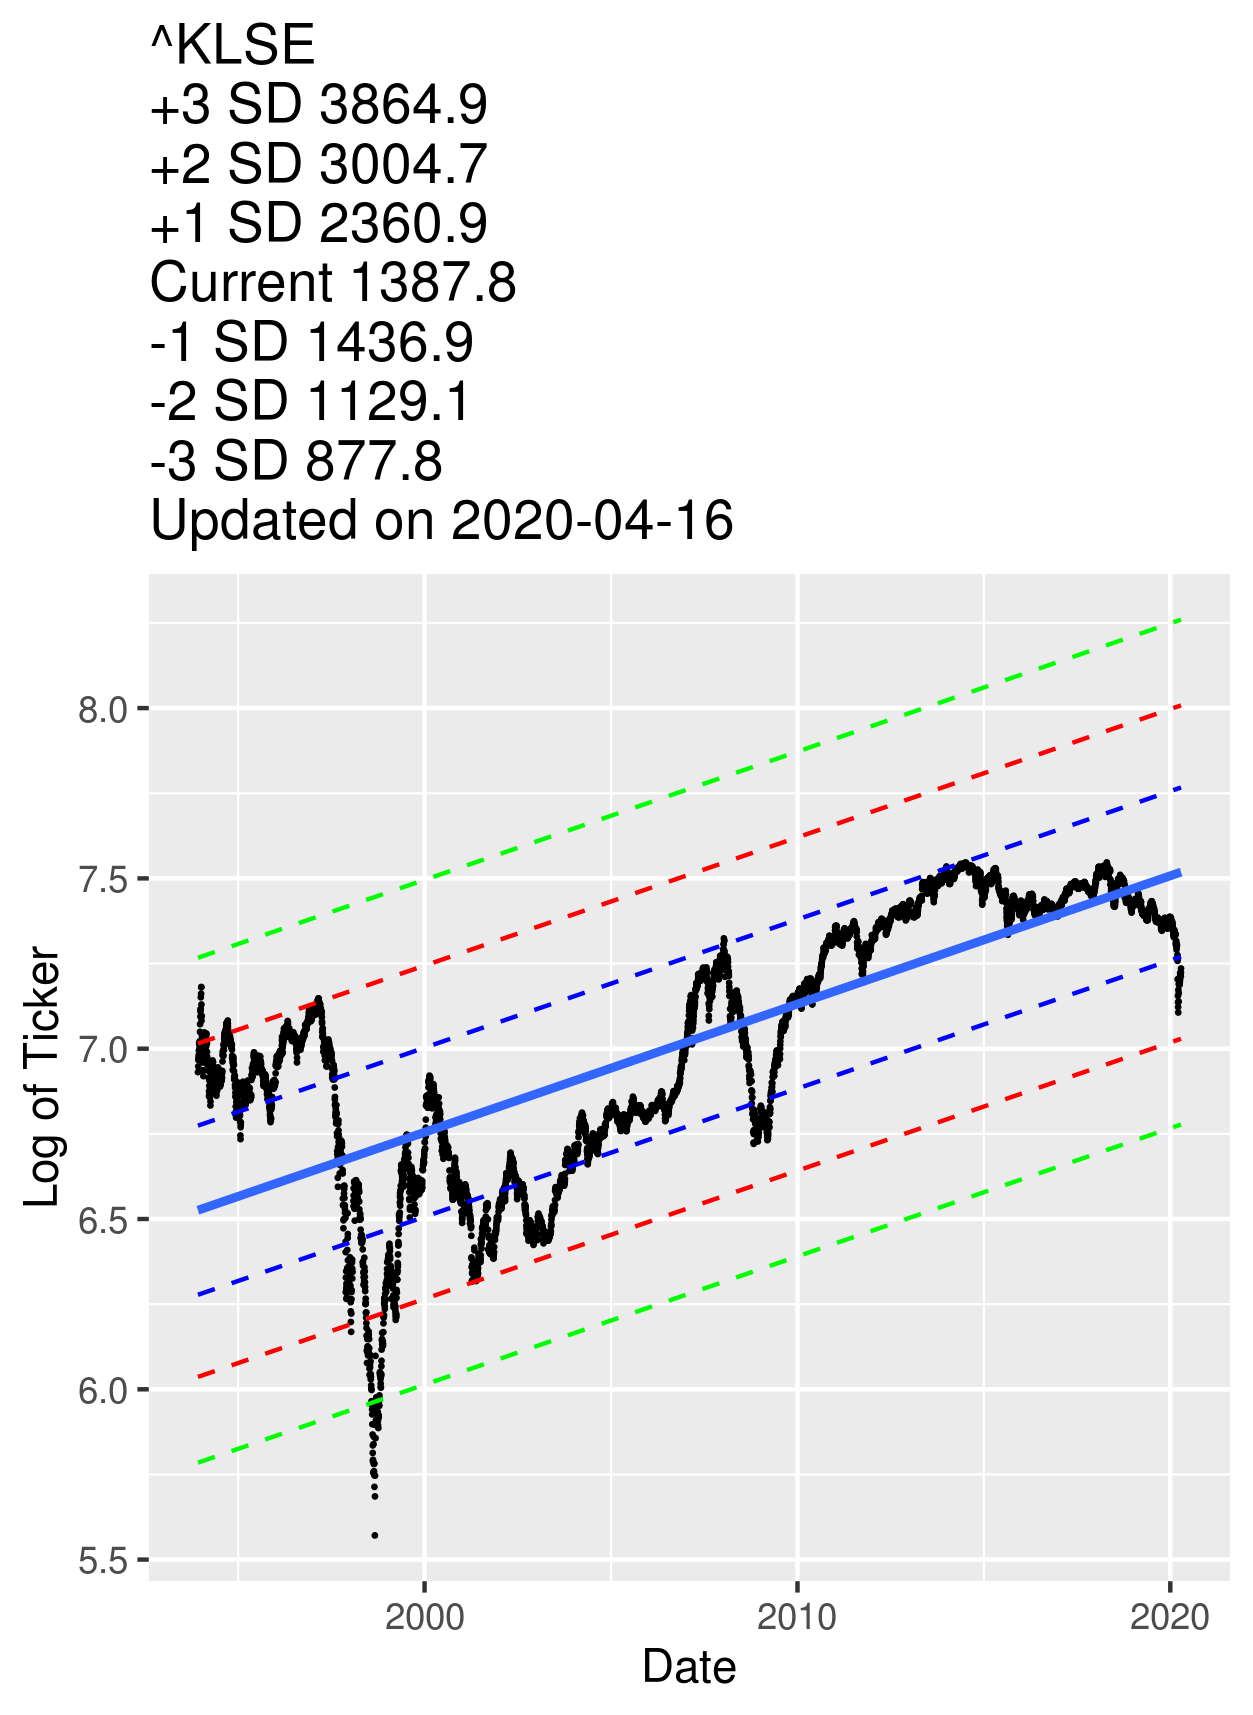 ^KLSE
+3 SD 3864.9
+2 SD 3004.7
+1 SD 2360.9
Current 1387.8
-1 SD 1436.9
-2 SD 1129.1
-3 SD 877.8
Updated on 2020-04-16
8.0
7.5
7.0
6.5
6.0
5.5
Log of Ticker
2000 2010 2020
Date